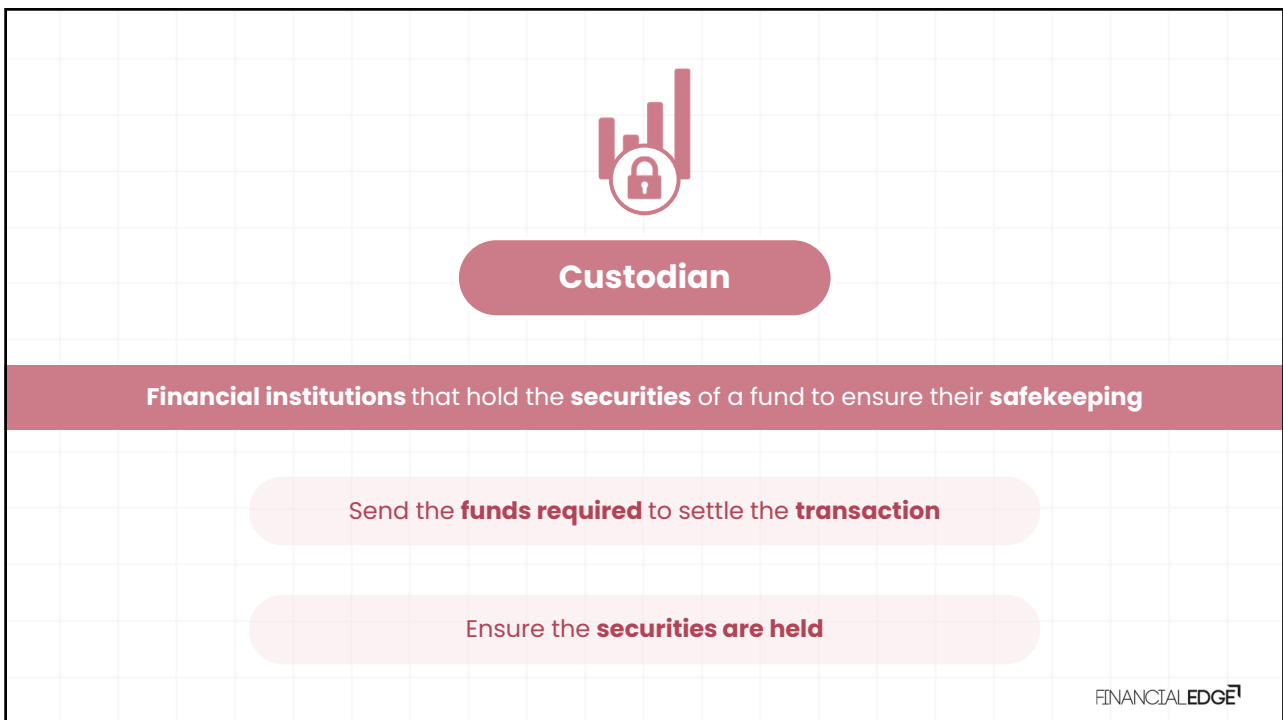 Custodian
Financial institutions that hold the securities of a fund to ensure their safekeeping
Send the funds required to settle the transaction
Ensure the securities are held
FINANCIALEDGE